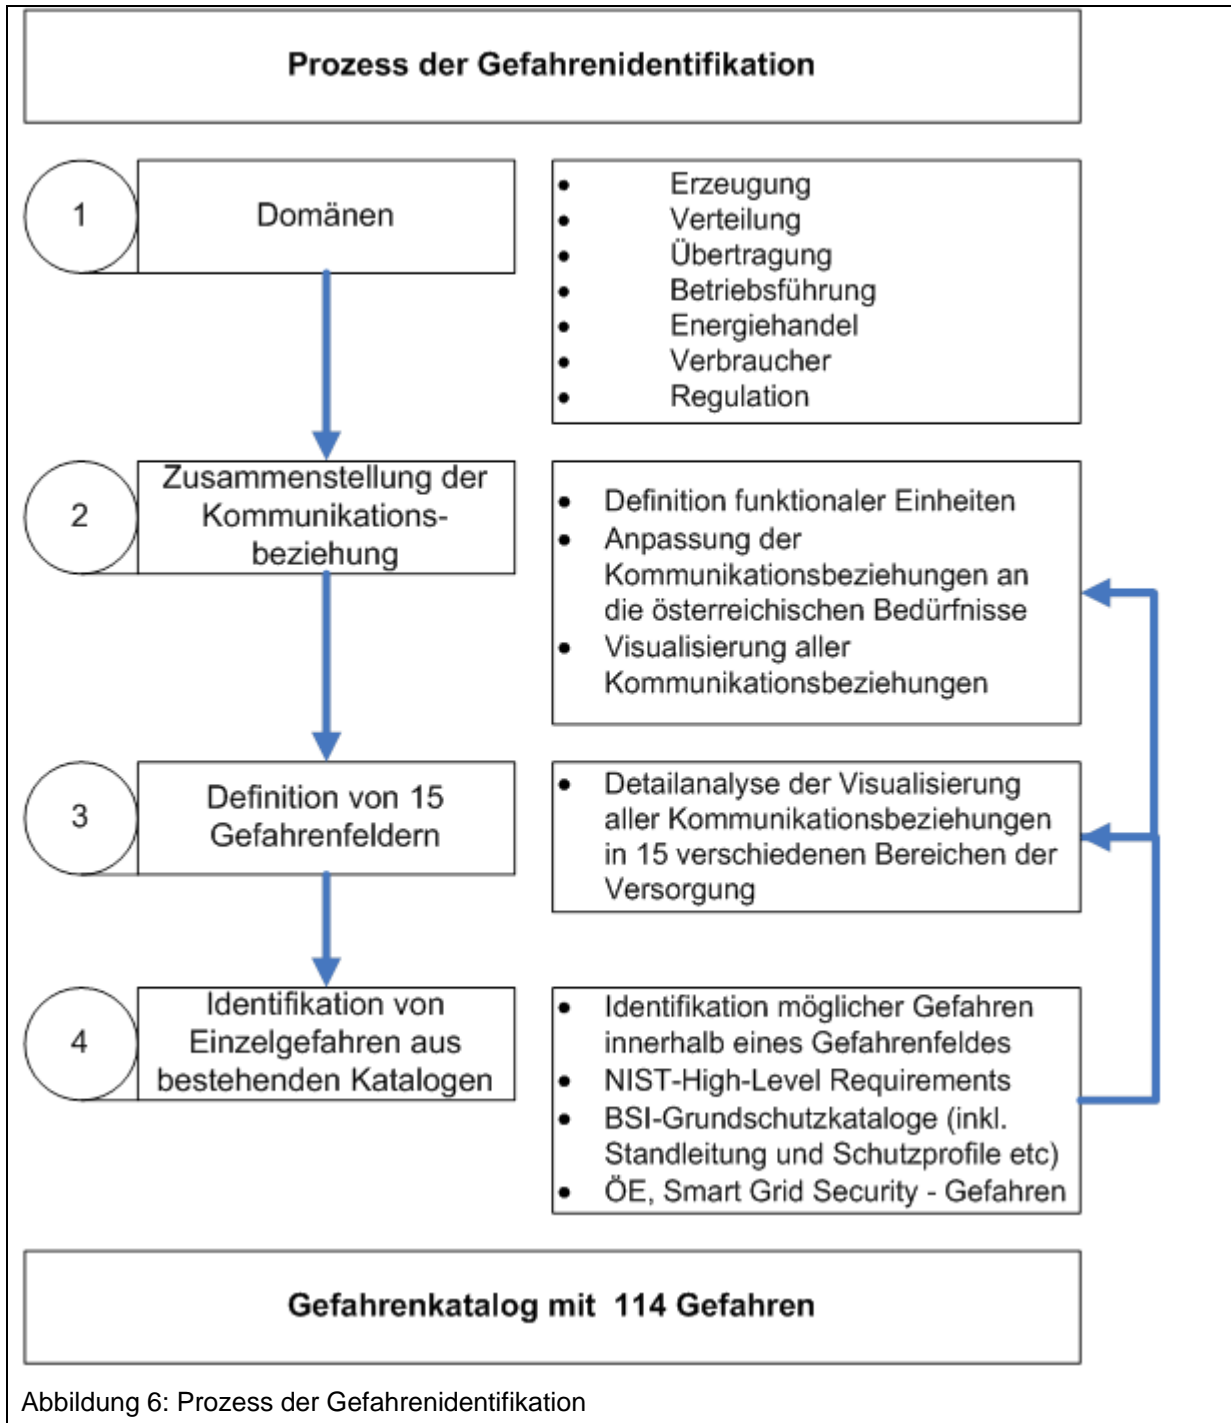 Prozess der Gefahrenidentifikation
1
Domänen
• Erzeugung
• Verteilung
• Übertragung
• Betriebsführung
• Energiehandel
• Verbraucher
• Regulation
2
Zusammenstellung der
Kommunikations-
beziehung
• Definition funktionaler Einheiten
• Anpassung der
Kommunikationsbeziehungen an
die österreichischen Bedürfnisse
• Visualisierung aller
Kommunikationsbeziehungen
3
Definition von 15
Gefahrenfeldern
• Detailanalyse der Visualisierung
aller Kommunikationsbeziehungen
in 15 verschiedenen Bereichen der
Versorgung
4
Identifikation von
Einzelgefahren aus
bestehenden Katalogen
• Identifikation möglicher Gefahren
innerhalb eines Gefahrenfeldes
• NIST-High-Level Requirements
• BSI-Grundschutzkataloge (inkl.
Standleitung und Schutzprofile etc)
• ÖE, Smart Grid Security - Gefahren
Gefahrenkatalog mit 114 Gefahren
Abbildung 6: Prozess der Gefahrenidentifikation